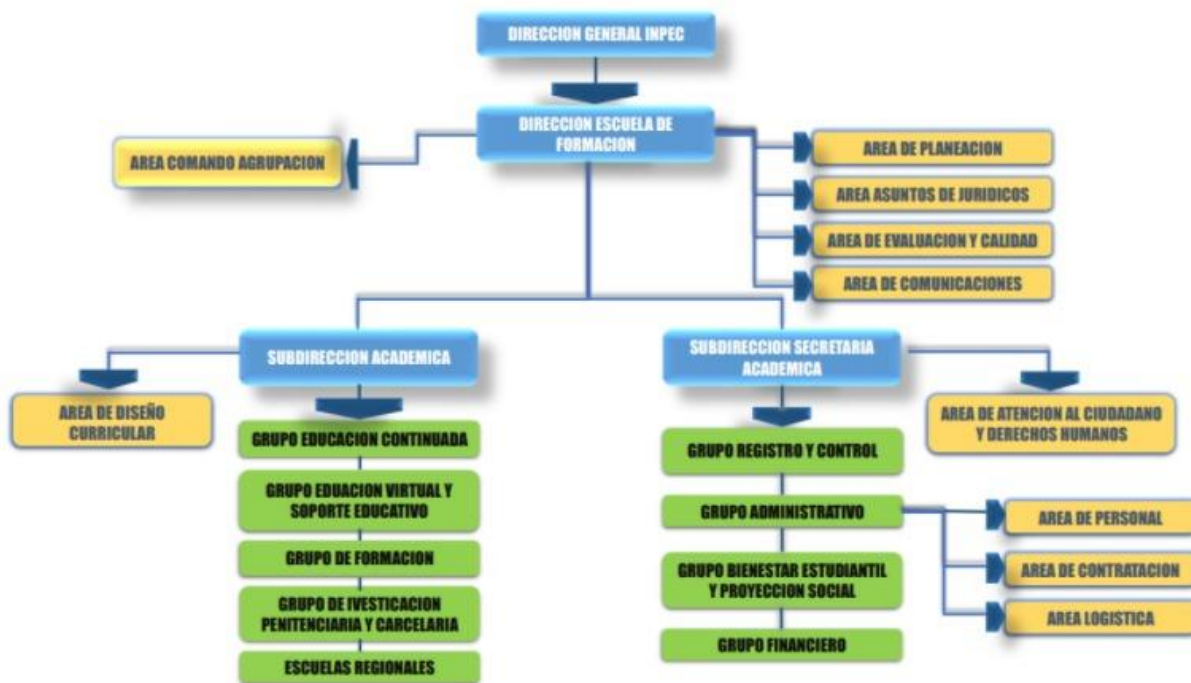 DIRECCION GENERAL INPEC
DIRECCION ESCUELA DE
FORMACION
AREA COMANDO AGRUPACION
AREA DE PLANEACION
AREA ASUNTOS DE JURIDICOS
AREA DE EVALUACION Y CALIDAD
AREA DE COMUNICACIONES
SUBDIRECCION ACADEMICA
SUBDIRECCION SECRETARIA
ACADEMICA
AREA DE DISEÑO
CURRICULAR
AREA DE ATENCION AL CIUDADANO
Y DERECHOS HUMANOS
GRUPO EDUCACION CONTINUADA
GRUPO EDUACION VIRTUAL Y
SOPORTE EDUCATIVO
GRUPO DE FORMACION
GRUPO DE IVESTICACION
PENITENCIARIA Y CARCELARIA
ESCUELAS REGIONALES
GRUPO REGISTRO Y CONTROL
GRUPO ADMINISTRATIVO
GRUPO BIENESTAR ESTUDIANTIL
Y PROYECCION SOCIAL
GRUPO FINANCIERO
AREA DE PERSONAL
AREA DE CONTRATACION
AREA LOGISTICA